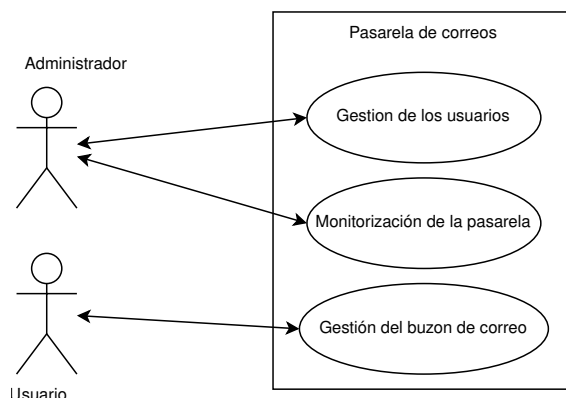 Pasarela de correos
Administrador
Gestion de los usuarios
Monitorización de la pasarela
Gestión del buzon de correo
Usuario